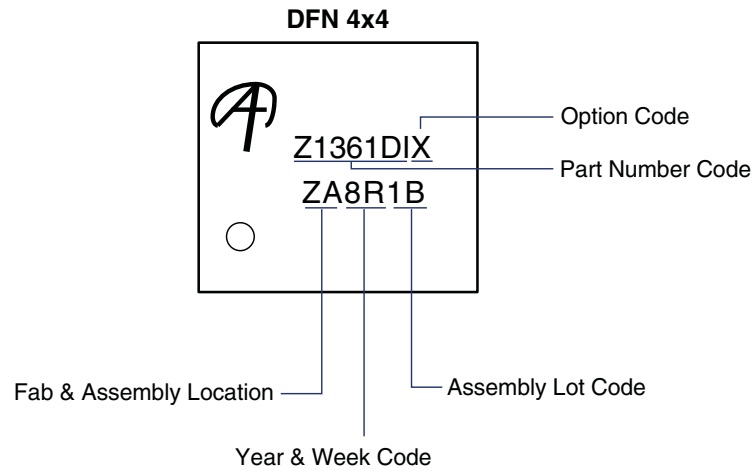 DFN 4x4
Z1361DIX
Option Code
Part Number Code
ZA8R1B
Fab & Assembly Location
Assembly Lot Code
Year & Week Code